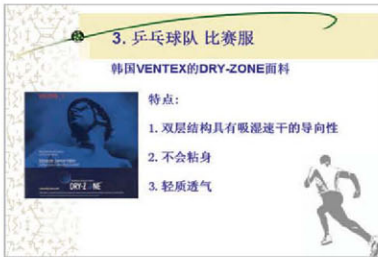 3. 乒乓球队 比赛服
韩国VENTEX的DRY-ZONE面料
特点:
1. 双层结构具有吸湿速干的导向性
2. 不会粘身
3. 轻质透气
DRY-ZONE